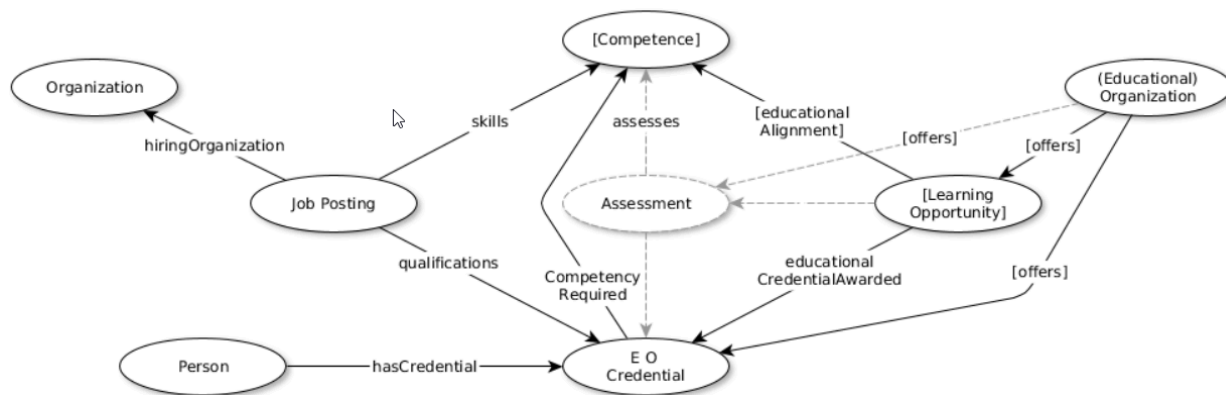 [Competence]
Organization
(Educational)
Organization
skills
assesses
[educational
Alignment]
[offers]
[offers]
hiringOrganization
Job Posting
Assessment
[Learning
Opportunity]
qualifications
educational
CredentialAwarded
[offers]
Competency
Required
Person
hasCredential
E O
Credential